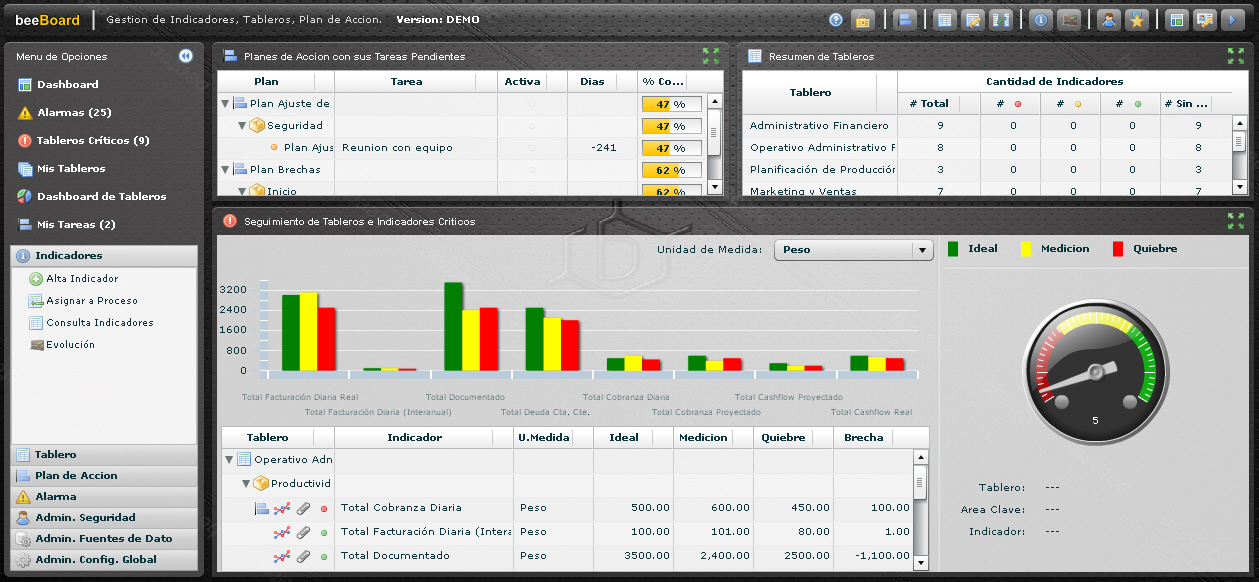 beeBoard Gestion de Indicadores, Tableros, Plan de Accion. Version: DEMO
Menu de Opciones
Dashboard
Alarmas (25)
Tableros Críticos (9)
Mis Tableros
Dashboard de Tableros
Mis Tareas (2)
Indicadores
Alta Indicador
Asignar a Proceso
Consulta Indicadores
Evolución
Tablero
Plan de Accion
Alarma
Admin. Seguridad
Admin. Fuentes de Dato
Admin. Config. Global
Planes de Accion con sus Tareas Pendientes
Plan Tarea Activa Dias % Co...
Plan Ajuste de 47 %
Seguridad 47 %
Plan Ajus Reunion con equipo -241 47 %
Plan Brechas 62 %
Inicio 62 %
Resumen de Tableros
Tablero Cantidad de Indicadores
# Total # # # # Sin ...
Administrativo Financiero 9 0 0 0 9
Operativo Administrativo F 8 0 0 0 8
Planificación de Producción 3 0 0 0 3
Marketing y Ventas 7 0 0 0 7
Seguimiento de Tableros e Indicadores Criticos
Unidad de Medida: Peso
3200
2400
1600
800
0
Total Facturación Diaria Real
Total Facturación Diaria (Interanual)
Total Documentado
Total Deuda Cta. Cte.
Total Cobranza Diaria
Total Cobranza Proyectado
Total Cashflow Proyectado
Total Cashflow Real
Ideal Medicion Quiebre
5
Tablero: ---
Area Clave: ---
Indicador: ---
Tablero Indicador U.Medida Ideal Medicion Quiebre Brecha
Operativo Adn
Productivid
Total Cobranza Diaria Peso 500.00 600.00 450.00 100.00
Total Facturación Diaria (Intera Peso 100.00 101.00 80.00 1.00
Total Documentado Peso 3500.00 2,400.00 2500.00 -1,100.00